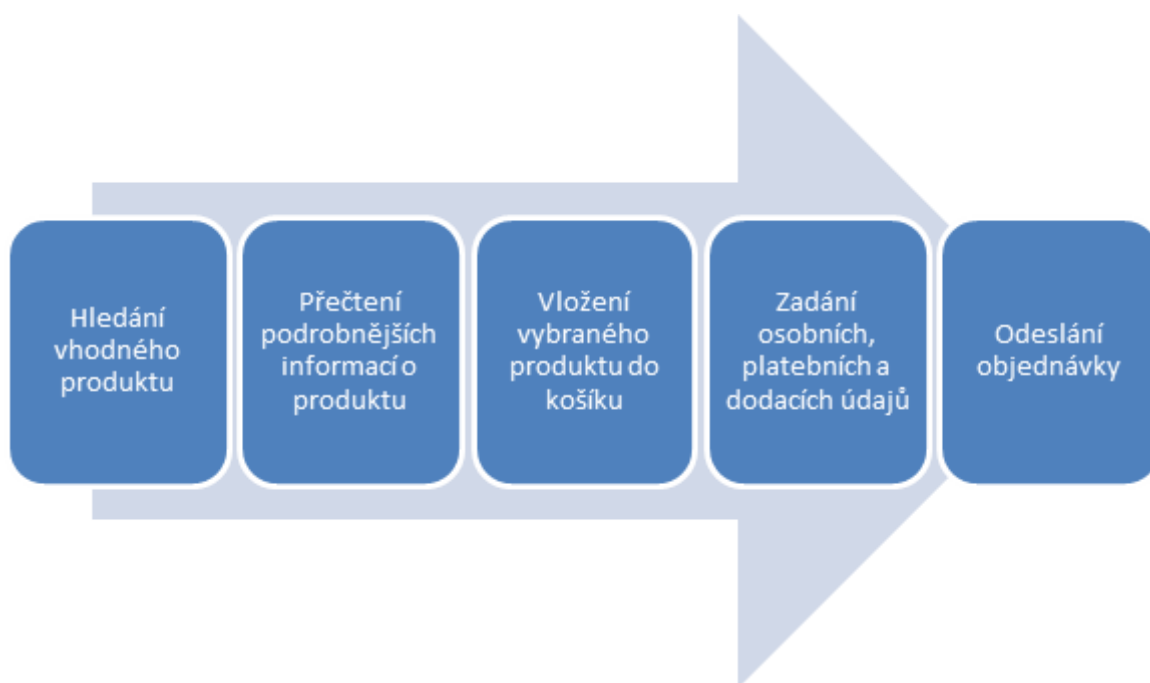 Hledání
vhodného
produktu
Přečtení
podrobnějších
informací o
produktu
Vložení
vybraného
produktu do
košíku
Zadání
osobních,
platebních a
dodacích údajů
Odeslání
objednávky